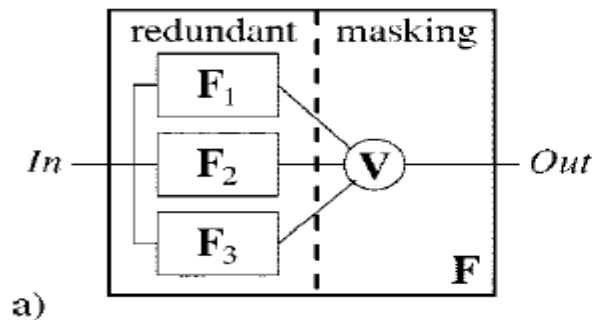 redundant masking
F1
In F2 V Out
F3
F
a)